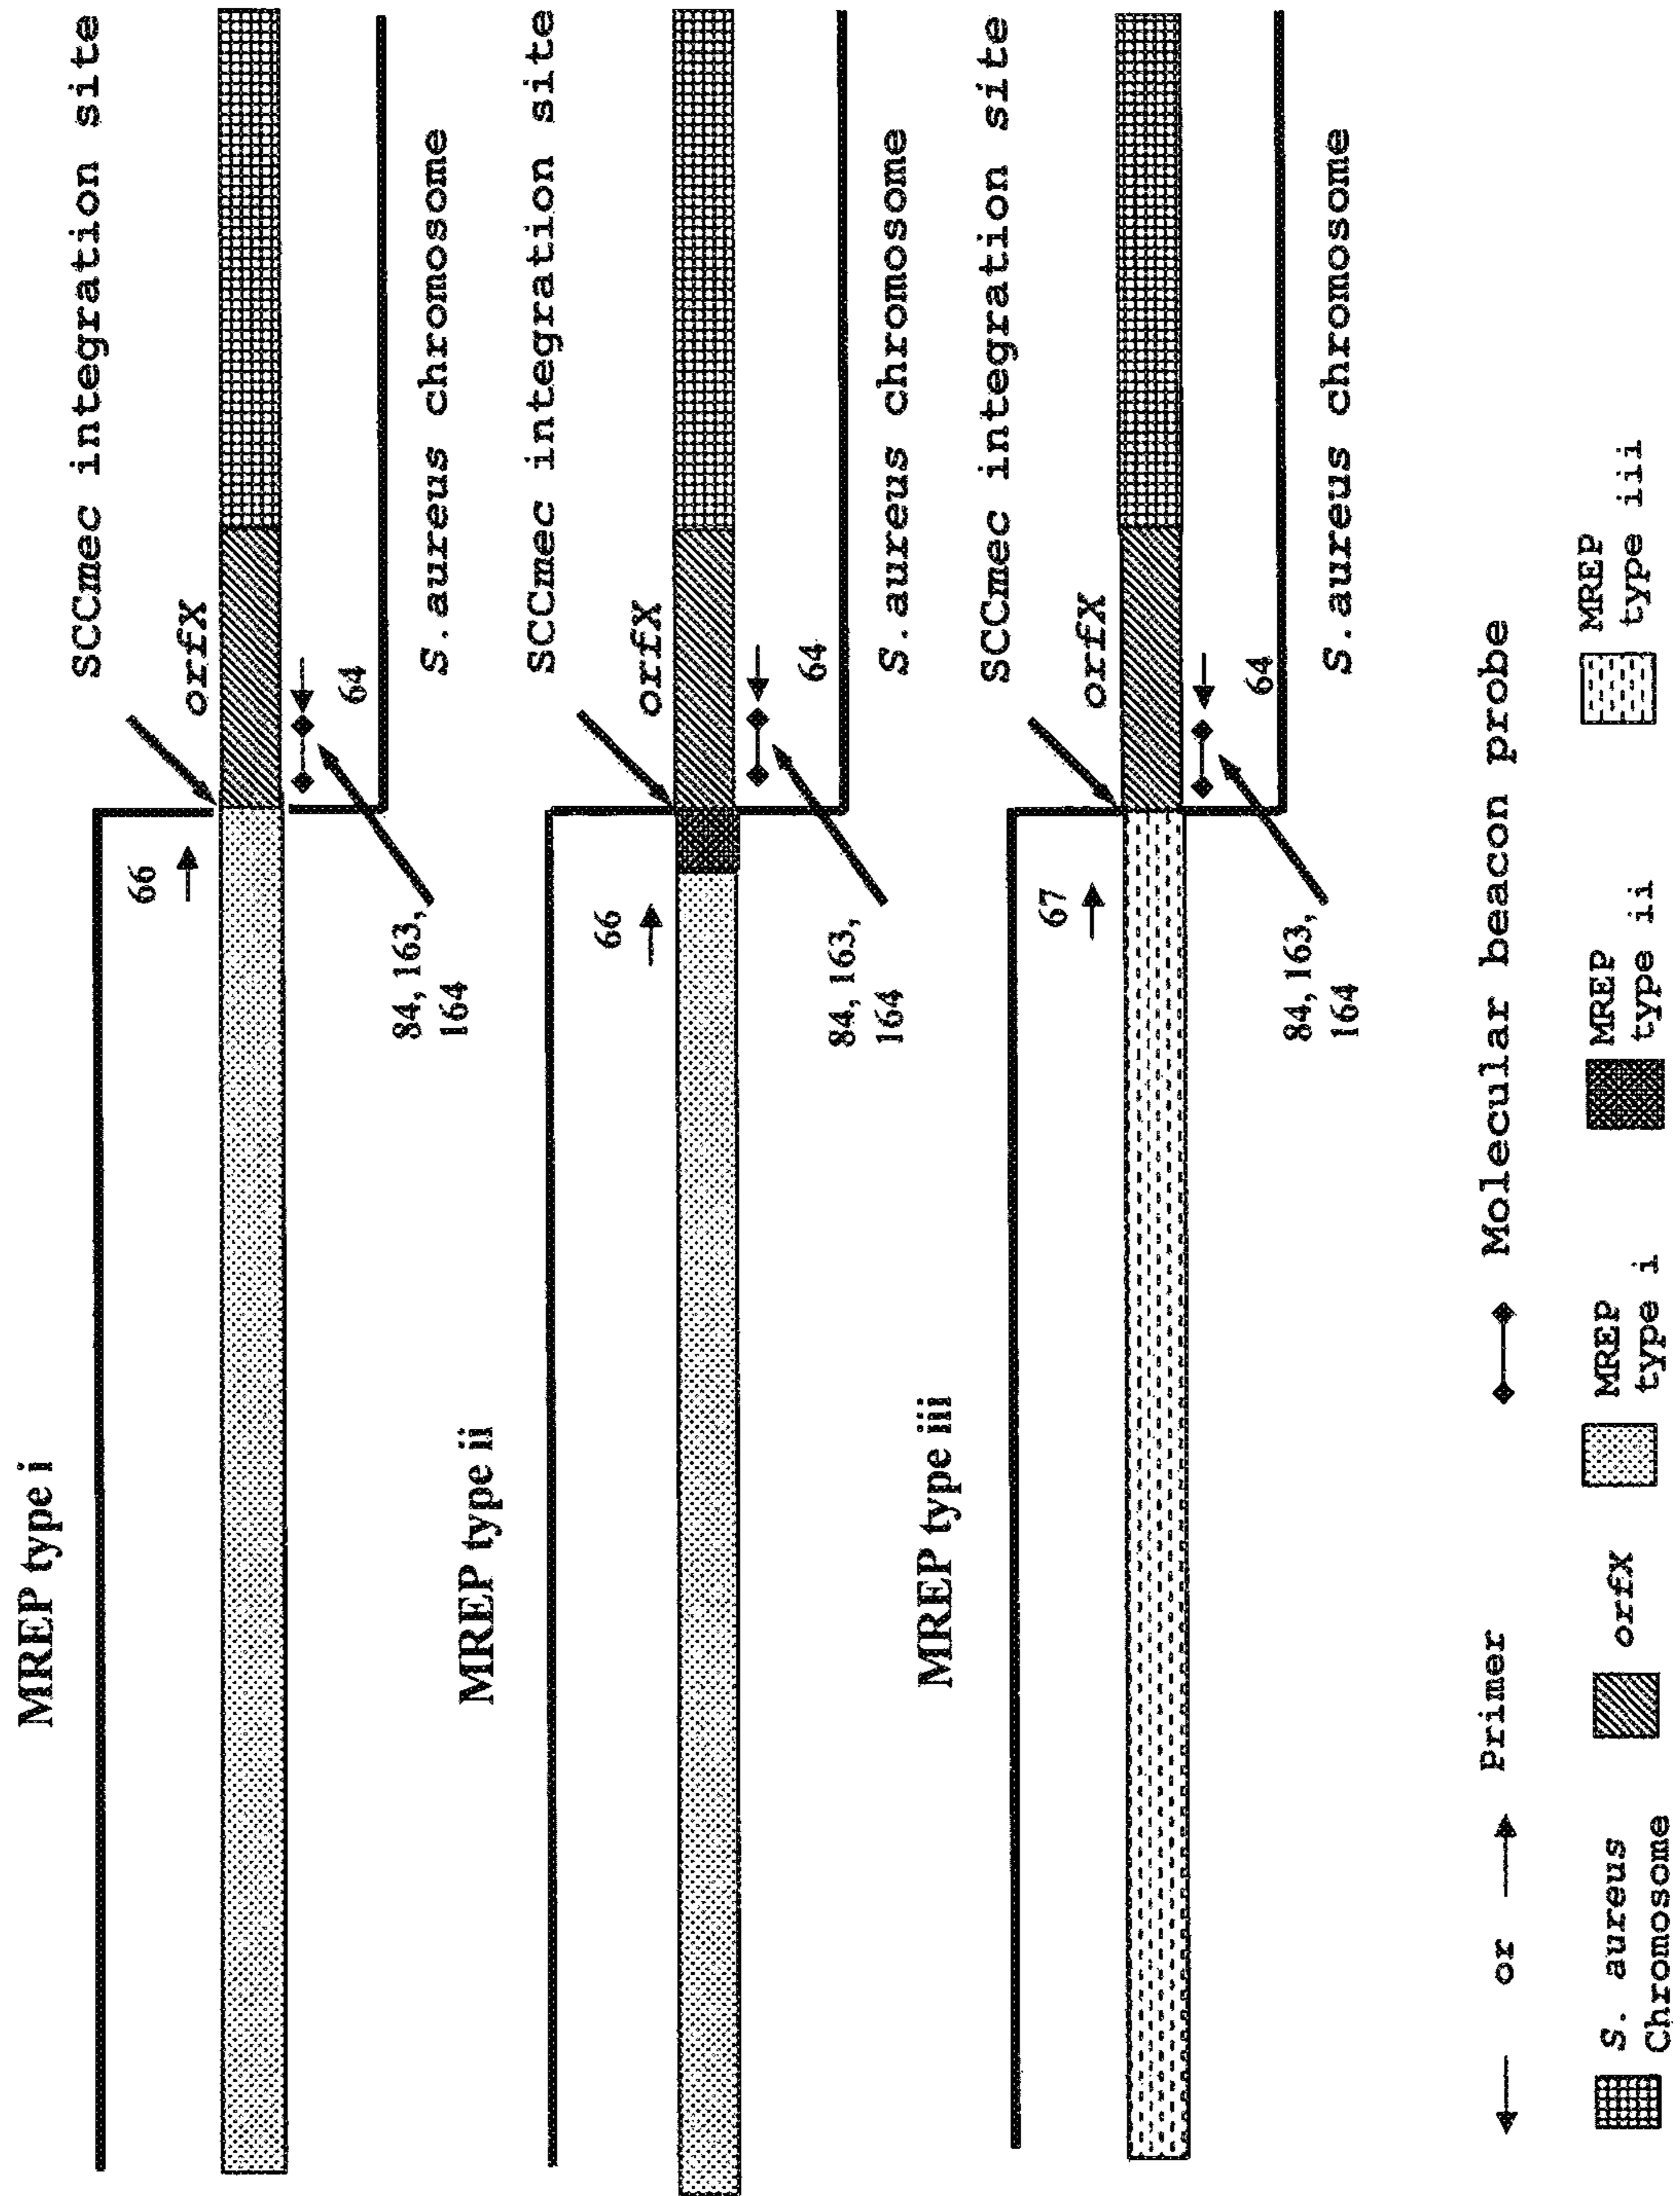 MREP type i
SCCmec integration site
66
orfX
64
84, 163,
164
S.aureus chromosome
MREP type ii
SCCmec integration site
66
orfX
64
84, 163,
164
S.aureus chromosome
MREP type iii
SCCmec integration site
67
orfX
64
84, 163,
164
S.aureus chromosome
or
Primer
Molecular beacon probe
S. aureus
Chromosome
orfX
MREP
type i
MREP
type ii
MREP
type iii